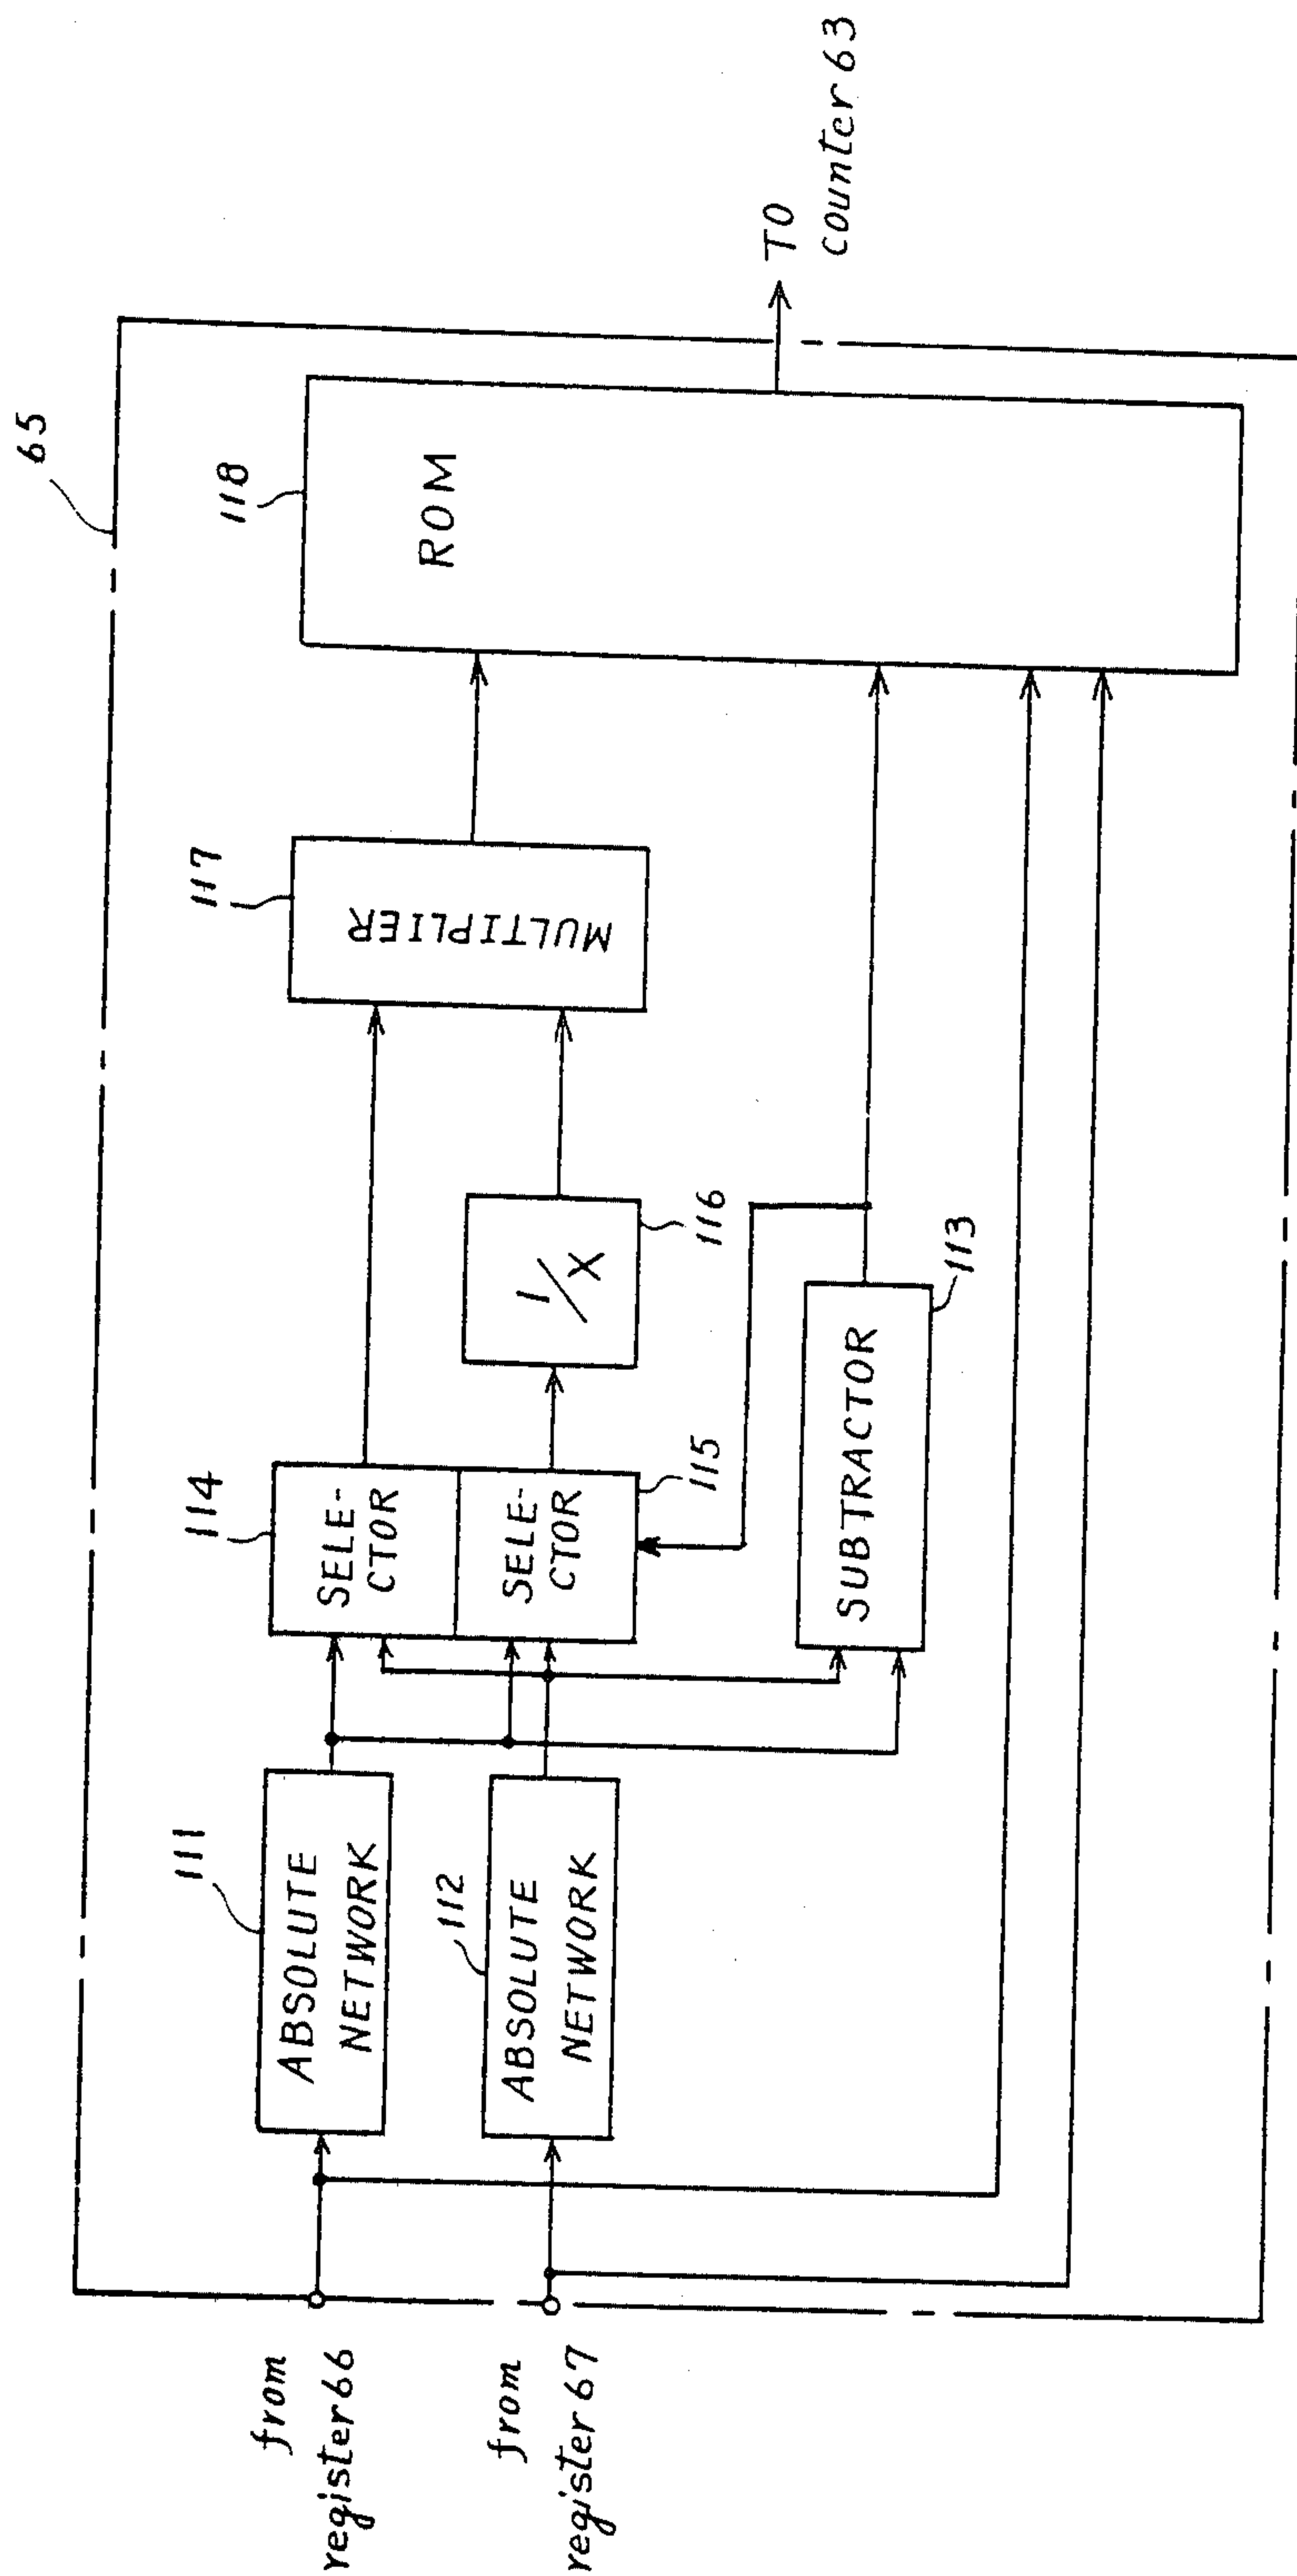 65
from
register 66
from
register 67
111
ABSOLUTE
NETWORK
112
ABSOLUTE
NETWORK
114
SELE-
CTOR
SELE-
CTOR
115
1/X
116
SUBTRACTOR
113
117
MULTIPLIER
118
ROM
TO
counter 63